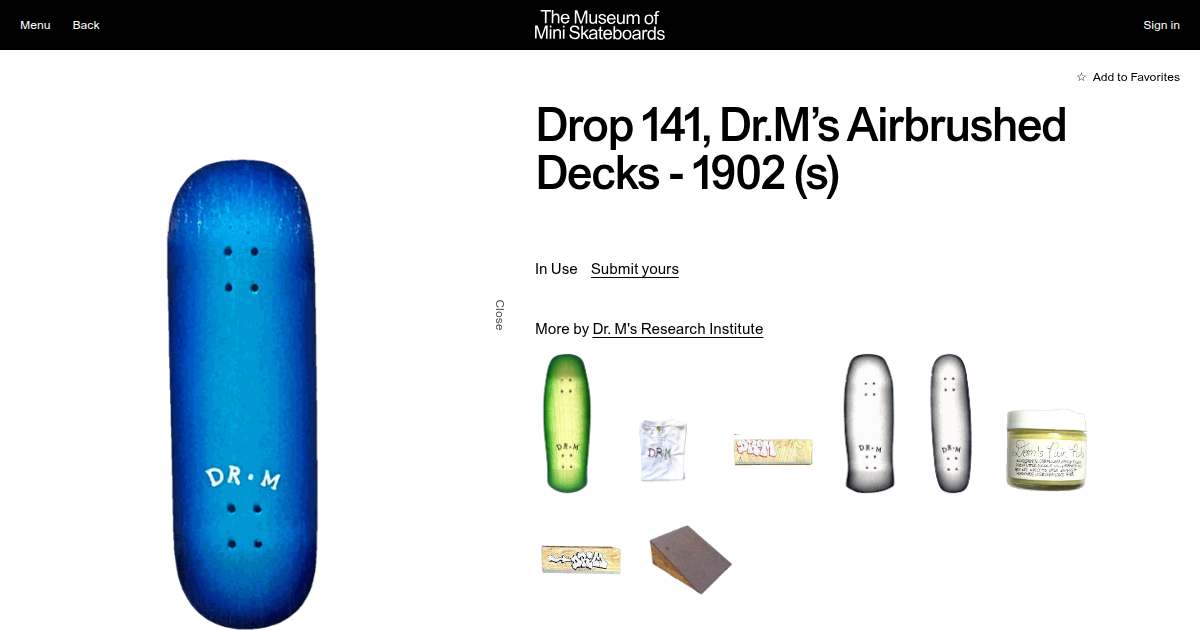 Menu
Back
The Museum of
Mini Skateboards
Sign in
☆ Add to Favorites
Drop 141, Dr.M’s Airbrushed
Decks - 1902 (s)
DR•M
In Use
Submit yours
Close
More by Dr. M's Research Institute
DR•M
DR.M
DR•M
DR•M